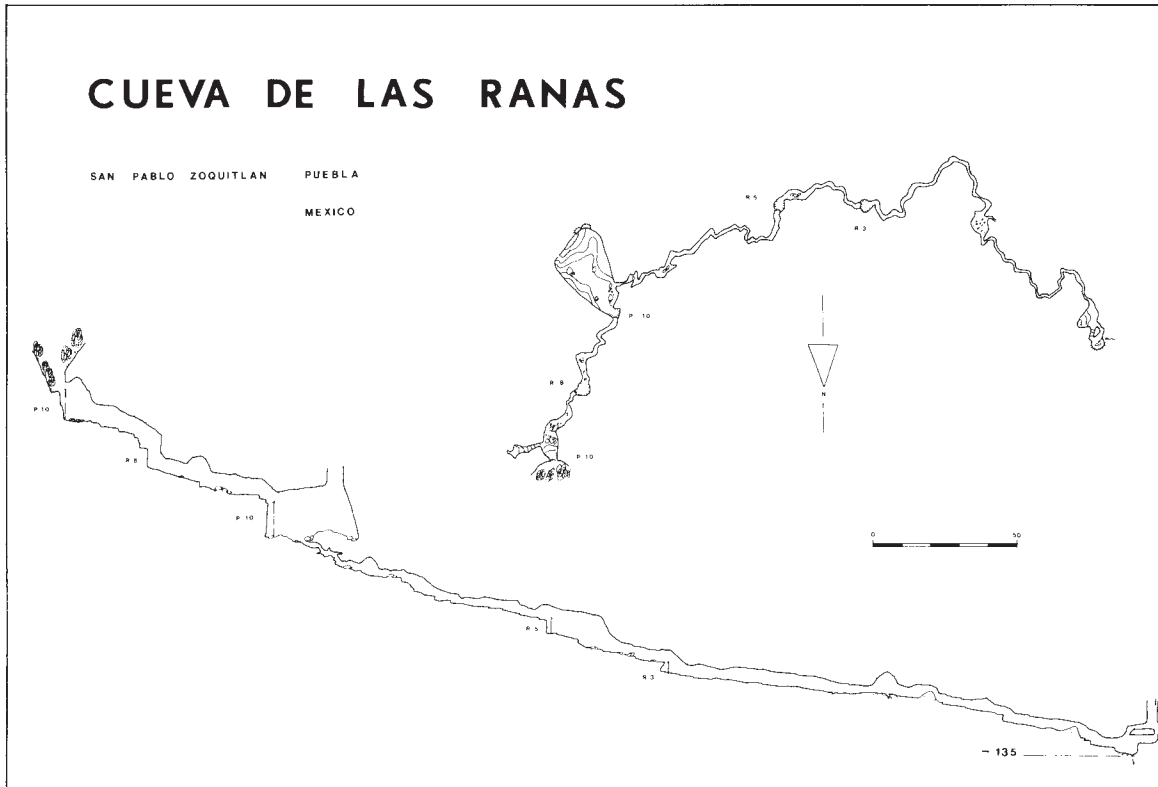 CUEVA DE LAS RANAS
SAN PABLO ZOQUITLAN PUEBLA
MEXICO
R 5
R 3
P 10
R 8
P 10
N
P 10
R 8
P 10
0 50
R 5
R 3
- 135